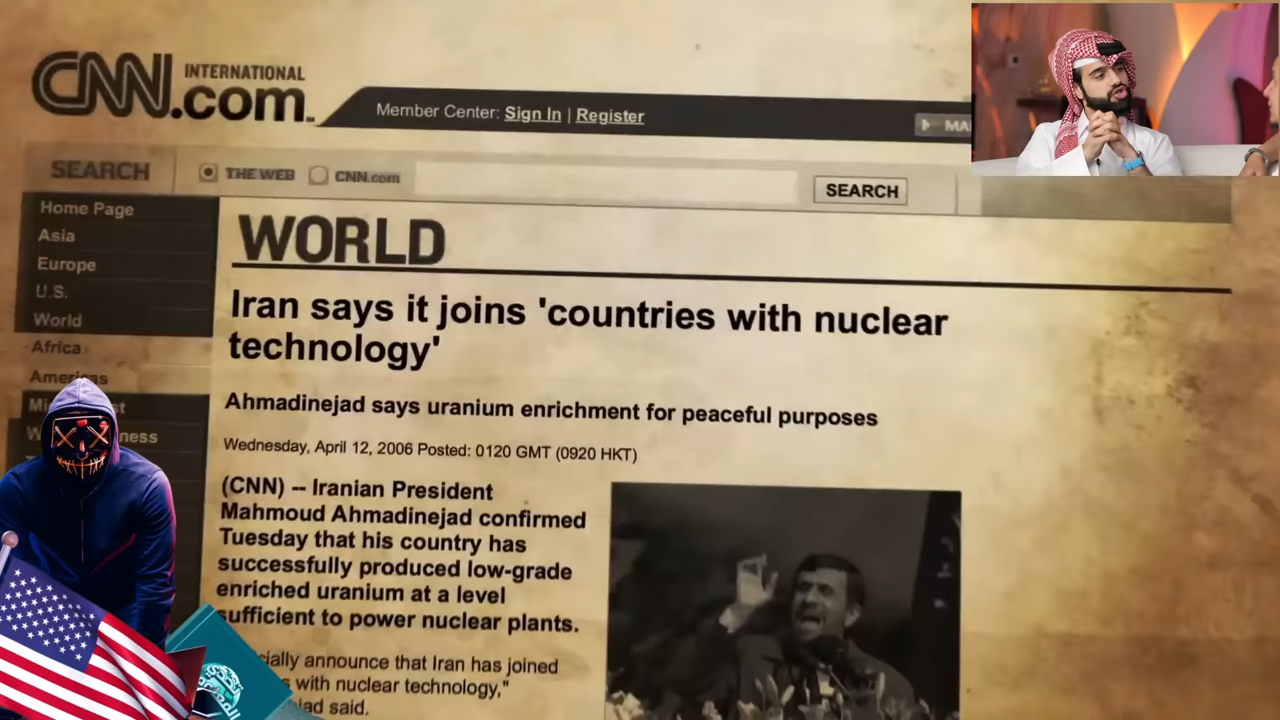 CNN.com INTERNATIONAL
Member Center: Sign In | Register
SEARCH
THE WEB
CNN.com
SEARCH
Home Page
Asia
Europe
U.S.
World
Africa
Americas
WORLD
Iran says it joins 'countries with nuclear
technology'
Ahmadinejad says uranium enrichment for peaceful purposes
Wednesday, April 12, 2006 Posted: 0120 GMT (0920 HKT)
(CNN) -- Iranian President
Mahmoud Ahmadinejad confirmed
Tuesday that his country has
successfully produced low-grade
enriched uranium at a level
sufficient to power nuclear plants.
announce that Iran has joined
with nuclear technology,"
said.